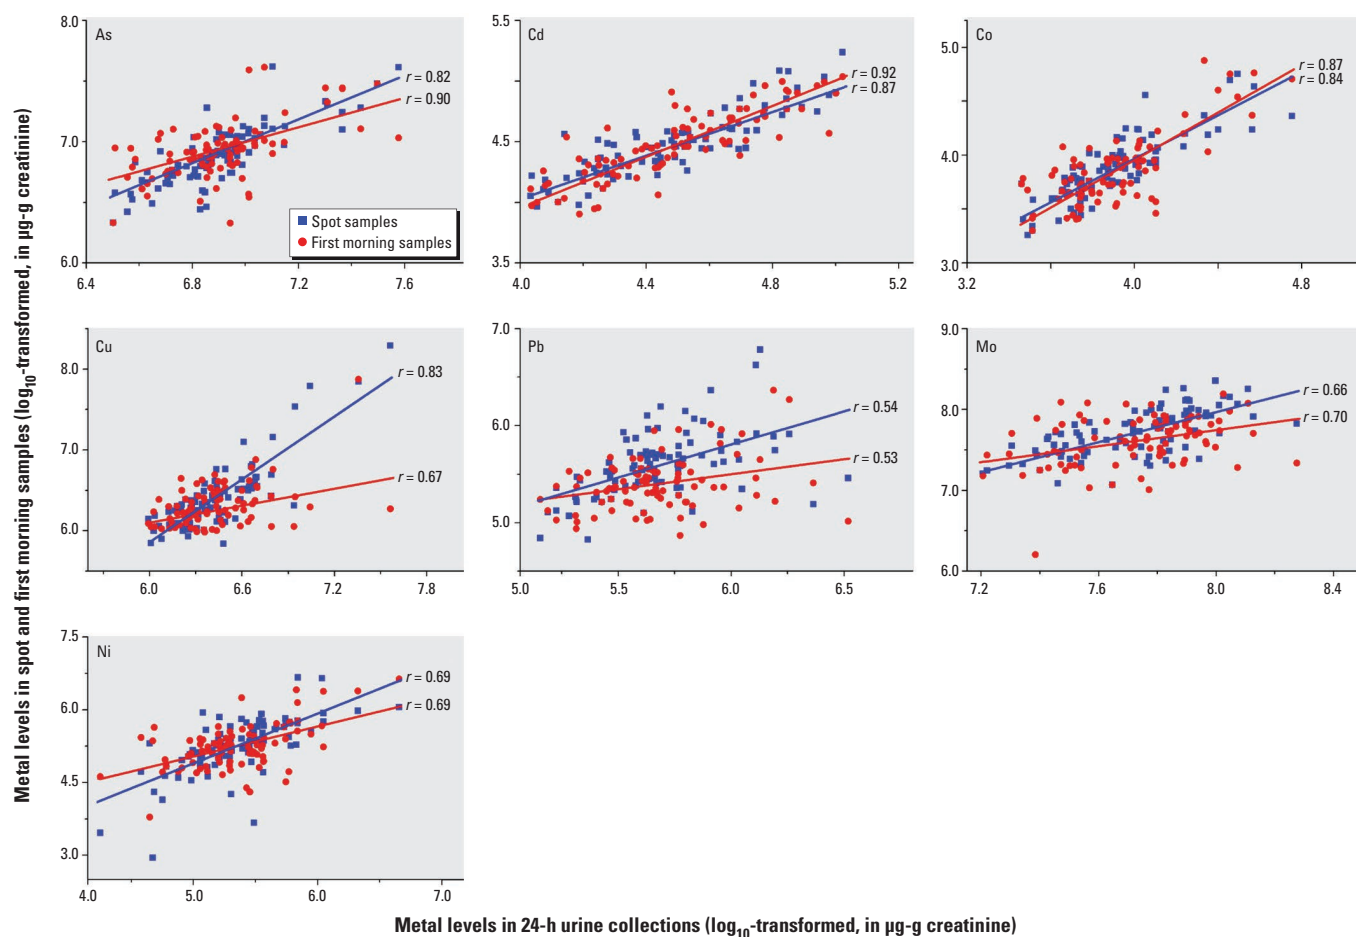 Metal levels in spot and first morning samples (log10-transformed, in μg-g creatinine)
As
8.0
7.0
6.0
6.4
6.8
7.2
7.6
r = 0.82
r = 0.90
Spot samples
First morning samples
Cd
5.5
4.5
3.5
4.0
4.4
4.8
5.2
r = 0.92
r = 0.87
Co
5.0
4.0
3.0
3.2
4.0
4.8
r = 0.87
r = 0.84
Cu
8.0
7.0
6.0
6.0
6.6
7.2
7.8
r = 0.83
r = 0.67
Pb
7.0
6.0
5.0
5.0
5.5
6.0
6.5
r = 0.54
r = 0.53
Mo
9.0
8.0
7.0
6.0
7.2
7.6
8.0
8.4
r = 0.66
r = 0.70
Ni
7.5
6.0
4.5
3.0
4.0
5.0
6.0
7.0
r = 0.69
r = 0.69
Metal levels in 24-h urine collections (log10-transformed, in μg-g creatinine)